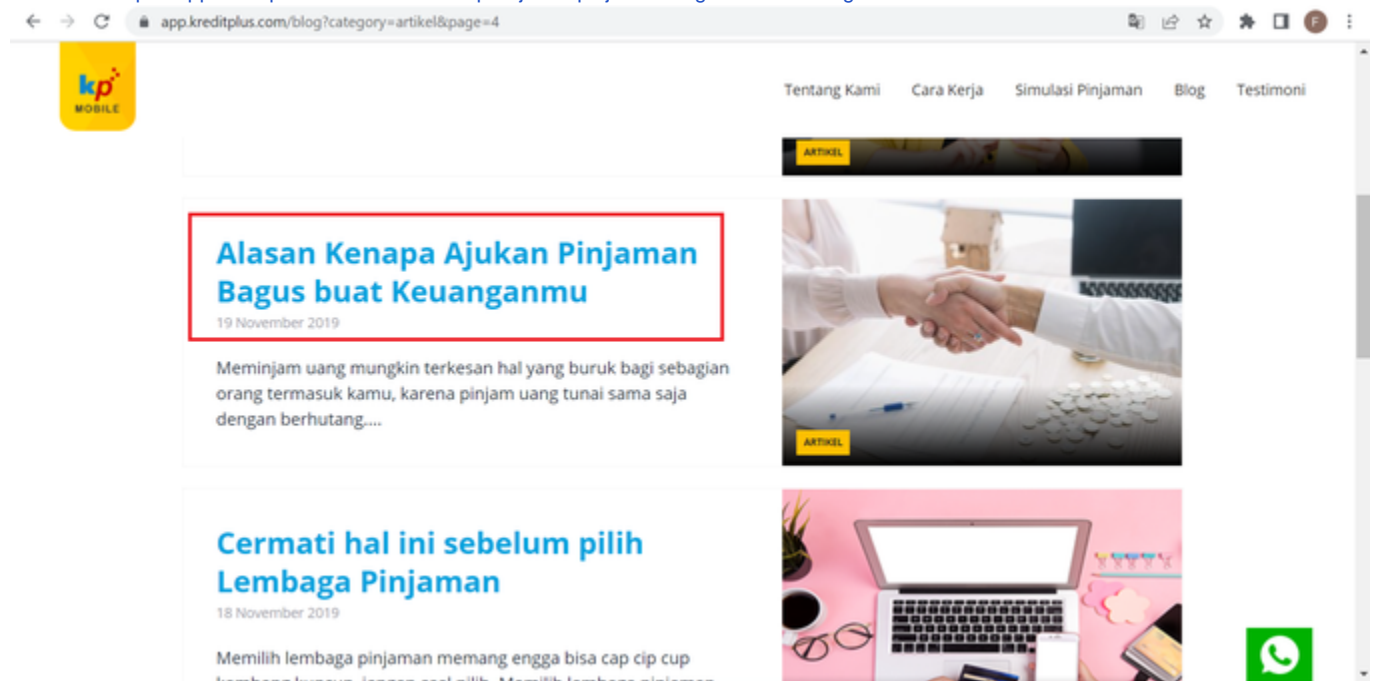 app.kreditplus.com/blog?category=artikel&page=4
F
kp
MOBILE
Tentang Kami Cara Kerja Simulasi Pinjaman Blog Testimoni
ARTIKEL
Alasan Kenapa Ajukan Pinjaman
Bagus buat Keuanganmu
19 November 2019
Meminjam uang mungkin terkesan hal yang buruk bagi sebagian
orang termasuk kamu, karena pinjam uang tunai sama saja
dengan berhutang....
ARTIKEL
Cermati hal ini sebelum pilih
Lembaga Pinjaman
18 November 2019
Memilih lembaga pinjaman memang engga bisa cap cip cup